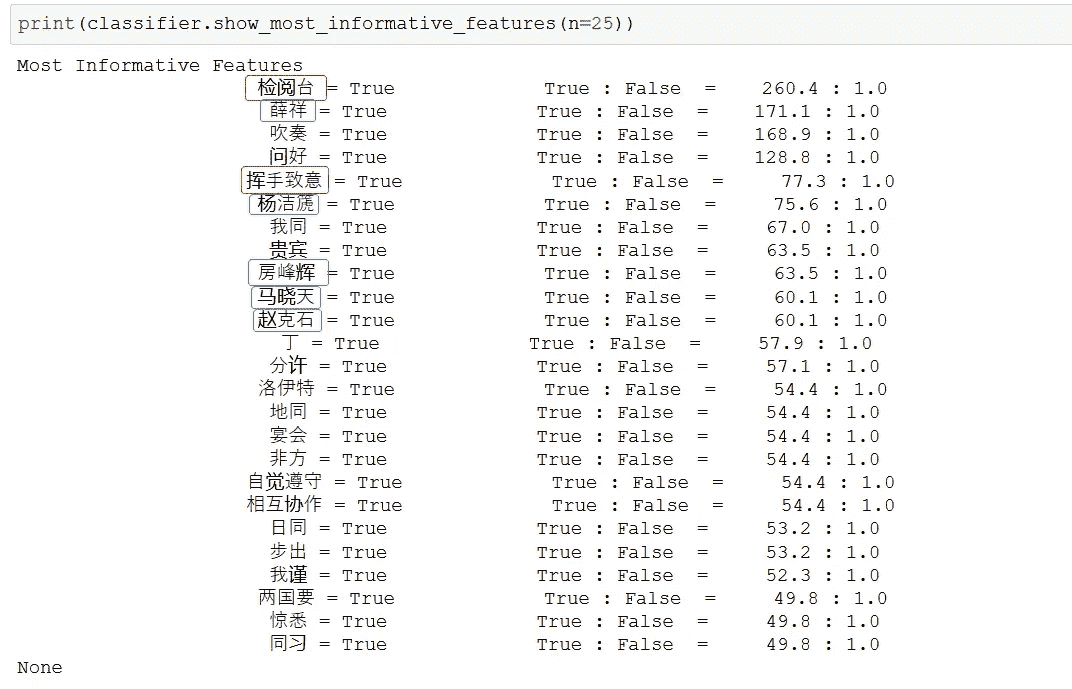 print(classifier.show_most_informative_features(n=25))
Most Informative Features
检阅台 = True True : False = 260.4 : 1.0
薛祥 = True True : False = 171.1 : 1.0
吹奏 = True True : False = 168.9 : 1.0
问好 = True True : False = 128.8 : 1.0
挥手致意 = True True : False = 77.3 : 1.0
杨洁篪 = True True : False = 75.6 : 1.0
我同 = True True : False = 67.0 : 1.0
贵宾 = True True : False = 63.5 : 1.0
房峰辉 = True True : False = 63.5 : 1.0
马晓天 = True True : False = 60.1 : 1.0
赵克石 = True True : False = 60.1 : 1.0
丁 = True True : False = 57.9 : 1.0
分许 = True True : False = 57.1 : 1.0
洛伊特 = True True : False = 54.4 : 1.0
地同 = True True : False = 54.4 : 1.0
宴会 = True True : False = 54.4 : 1.0
非方 = True True : False = 54.4 : 1.0
自觉遵守 = True True : False = 54.4 : 1.0
相互协作 = True True : False = 54.4 : 1.0
日同 = True True : False = 53.2 : 1.0
步出 = True True : False = 53.2 : 1.0
我谨 = True True : False = 52.3 : 1.0
两国要 = True True : False = 49.8 : 1.0
惊悉 = True True : False = 49.8 : 1.0
同习 = True True : False = 49.8 : 1.0
None